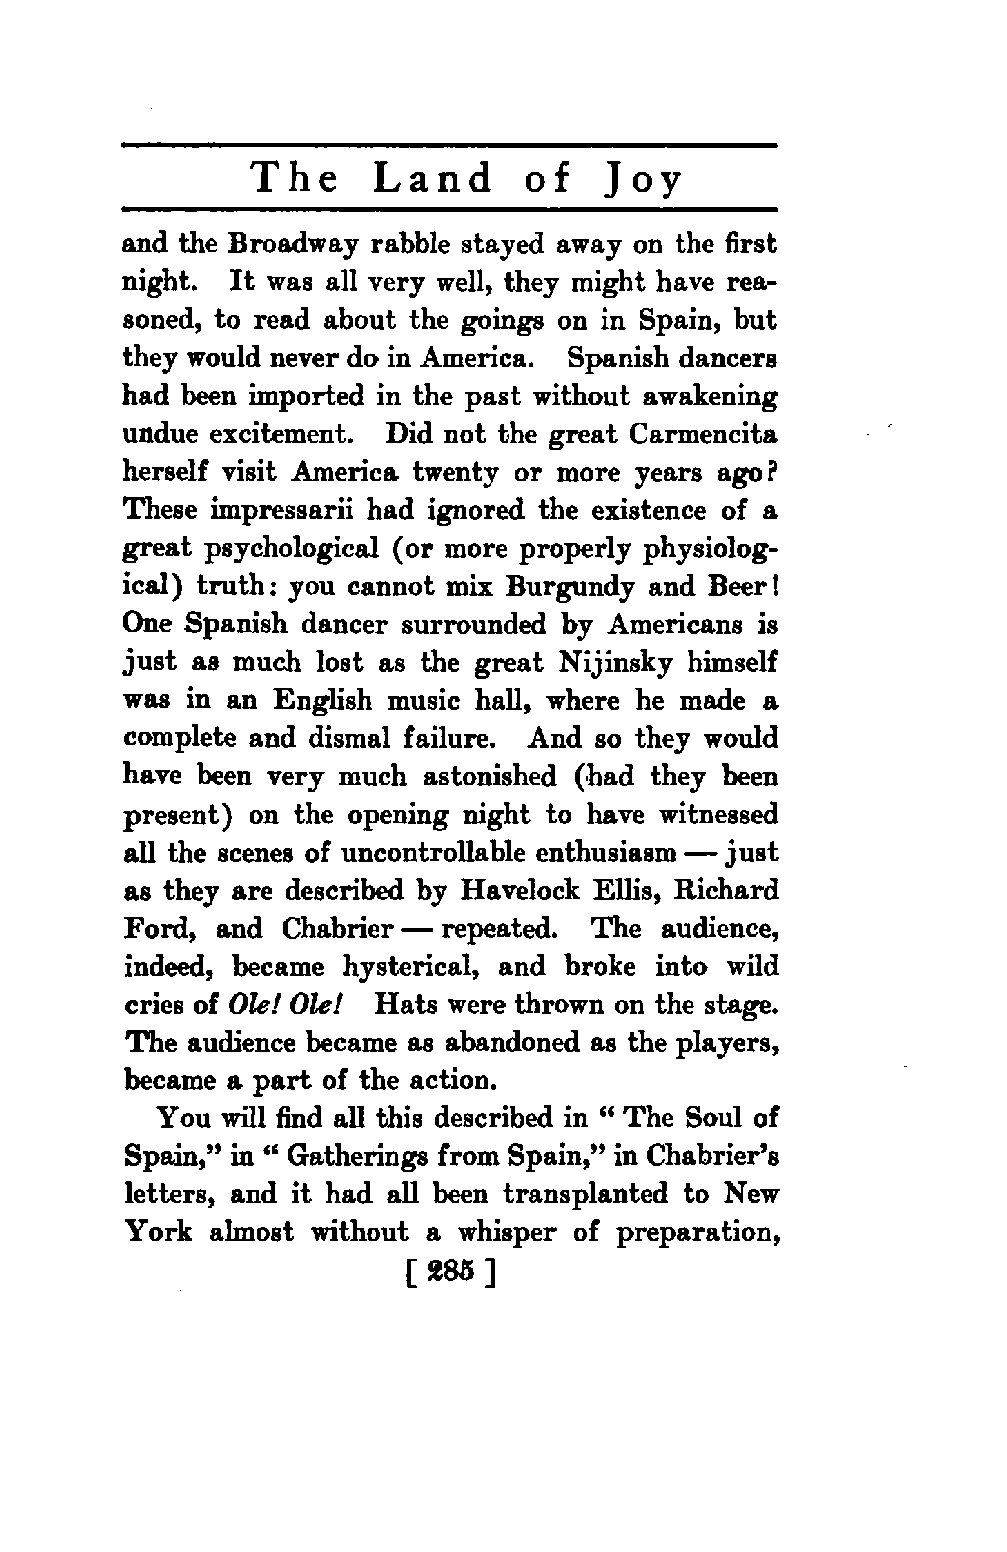 The Land of Joy
and the Broadway rabble stayed away on the first
night. It was all very well, they might have rea-
soned, to read about the goings on in Spain, but
they would never do in America. Spanish dancers
had been imported in the past without awakening
undue excitement. Did not the great Carmencita
herself visit America twenty or more years ago?
These impressarii had ignored the existence of a
great psychological (or more properly physiolog-
ical) truth: you cannot mix Burgundy and Beer!
One Spanish dancer surrounded by Americans is
just as much lost as the great Nijinsky himself
was in an English music hall, where he made a
complete and dismal failure. And so they would
have been very much astonished (had they been
present) on the opening night to have witnessed
all the scenes of uncontrollable enthusiasm — just
as they are described by Havelock Ellis, Richard
Ford, and Chabrier — repeated. The audience,
indeed, became hysterical, and broke into wild
cries of Ole! Ole! Hats were thrown on the stage.
The audience became as abandoned as the players,
became a part of the action.
You will find all this described in “ The Soul of
Spain,” in “ Gatherings from Spain,” in Chabrier’s
letters, and it had all been transplanted to New
York almost without a whisper of preparation,
[ 285 ]